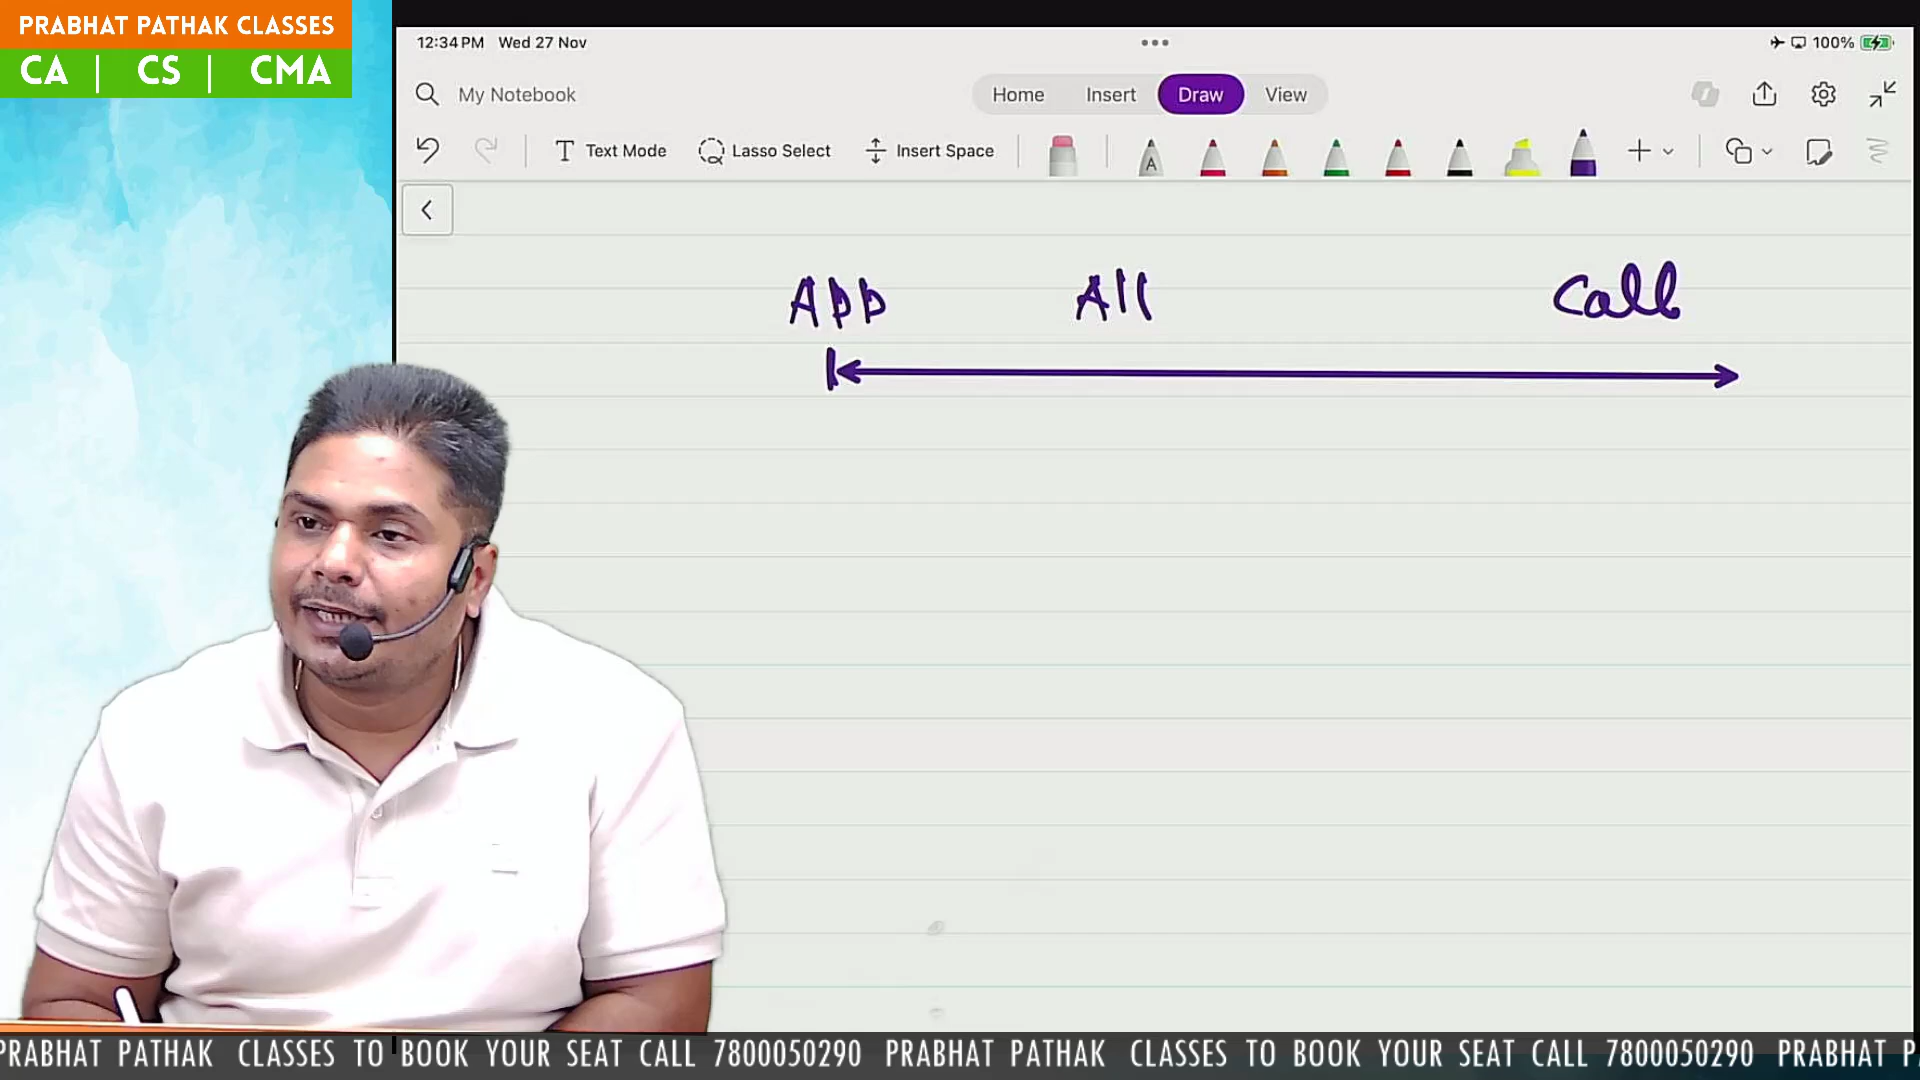 PRABHAT PATHAK CLASSES
CA | CS | CMA
12:34 PM Wed 27 Nov
100%
My Notebook
Home Insert Draw View
T Text Mode Lasso Select Insert Space
A
App All Call
PRABHAT PATHAK CLASSES TO BOOK YOUR SEAT CALL 7800050290 PRABHAT PATHAK CLASSES TO BOOK YOUR SEAT CALL 7800050290 PRABHAT P